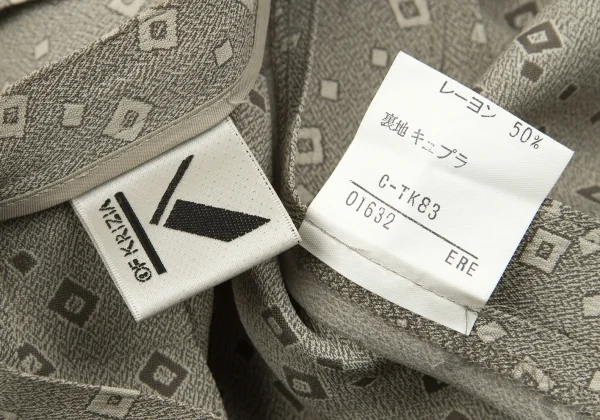 OF KRIZIA
K
レーヨン 50%
裏地 キュプラ
C-TK83
01632
ERE